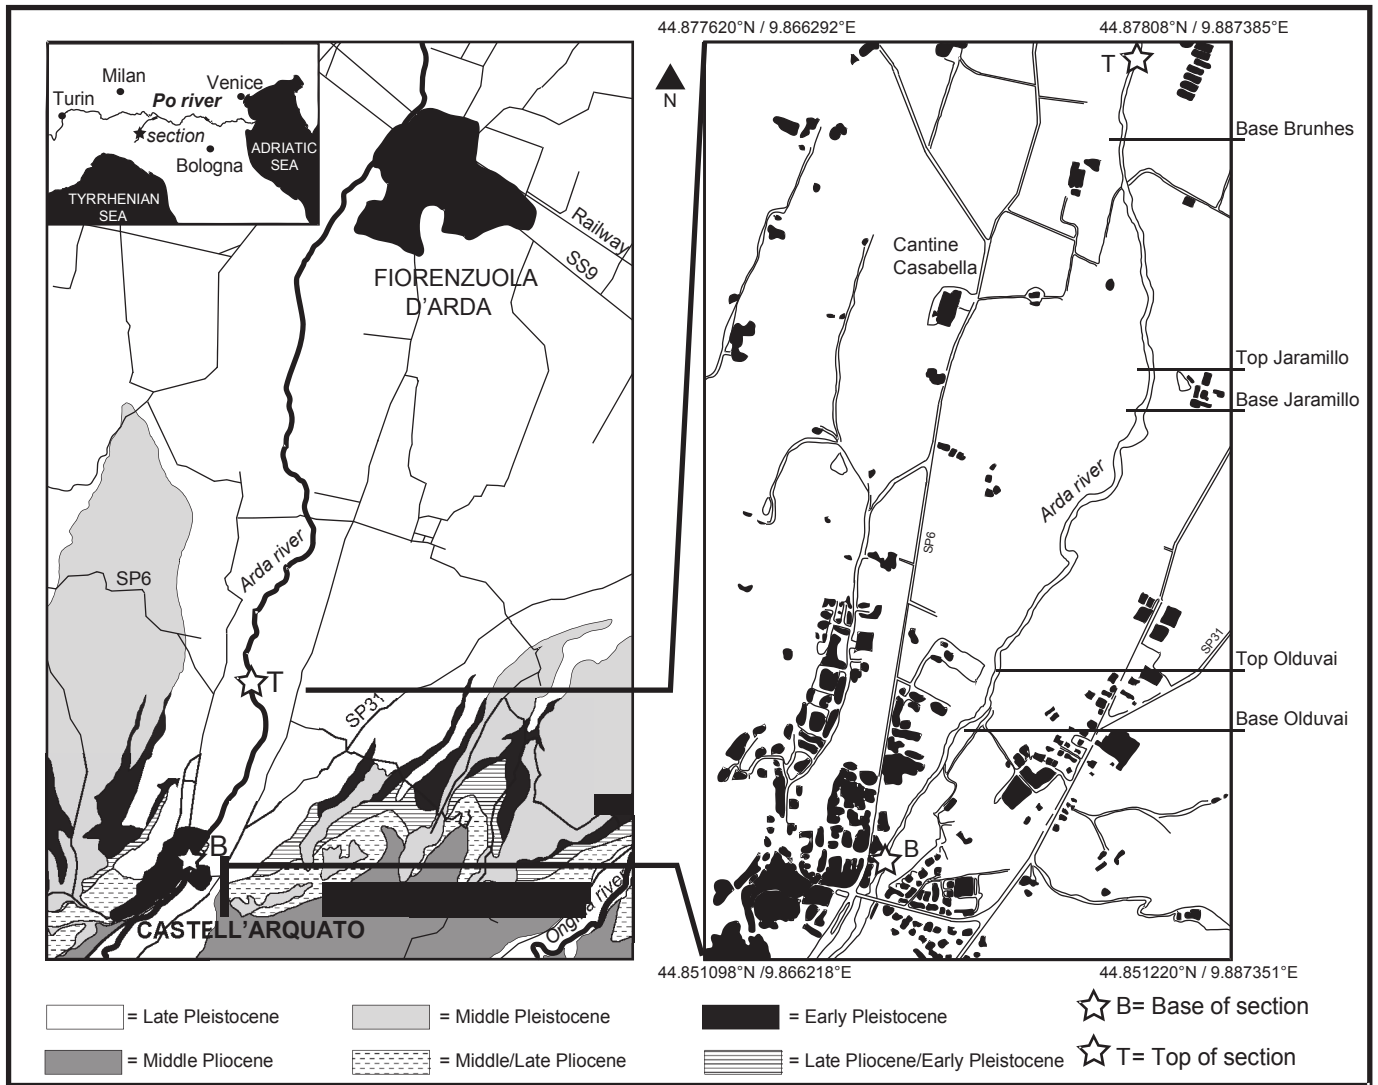 44.877620°N / 9.866292°E
44.87808°N / 9.887385°E
Milan
Venice
Turin
Po river
section
Bologna
ADRIATIC
SEA
TYRRHENIAN
SEA
N
T
Base Brunhes
Railway
SS9
FIORENZUOLA
D'ARDA
Cantine
Casabella
Top Jaramillo
Base Jaramillo
Arda river
Arda river
SP6
SP6
SP31
Top Olduvai
T
SP31
Base Olduvai
B
B
CASTELL'ARQUATO
Ongina river
44.851098°N /9.866218°E
44.851220°N / 9.887351°E
= Late Pleistocene
= Middle Pleistocene
= Early Pleistocene
B= Base of section
= Middle Pliocene
= Middle/Late Pliocene
= Late Pliocene/Early Pleistocene
T= Top of section